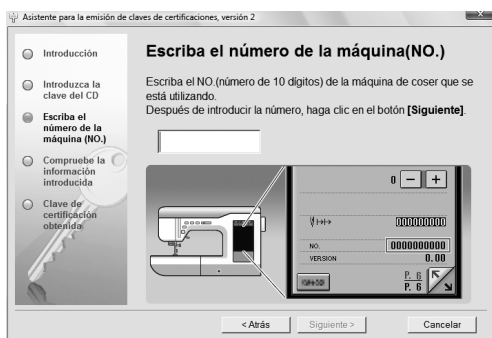 Asistente para la emisión de claves de certificaciones, versión 2
Introducción
Introduzca la
clave del CD
Escriba el
número de la
máquina (NO.)
Compruebe la
información
introducida
Clave de
certificación
obtenida
Escriba el número de la máquina(NO.)
Escriba el NO.(número de 10 dígitos) de la máquina de coser que se
está utilizando.
Después de introducir la número, haga clic en el botón [Siguiente].
0 − +
000000000
NO. 0000000000
VERSION 0.00
P. 6
P. 6
< Atrás Siguiente > Cancelar